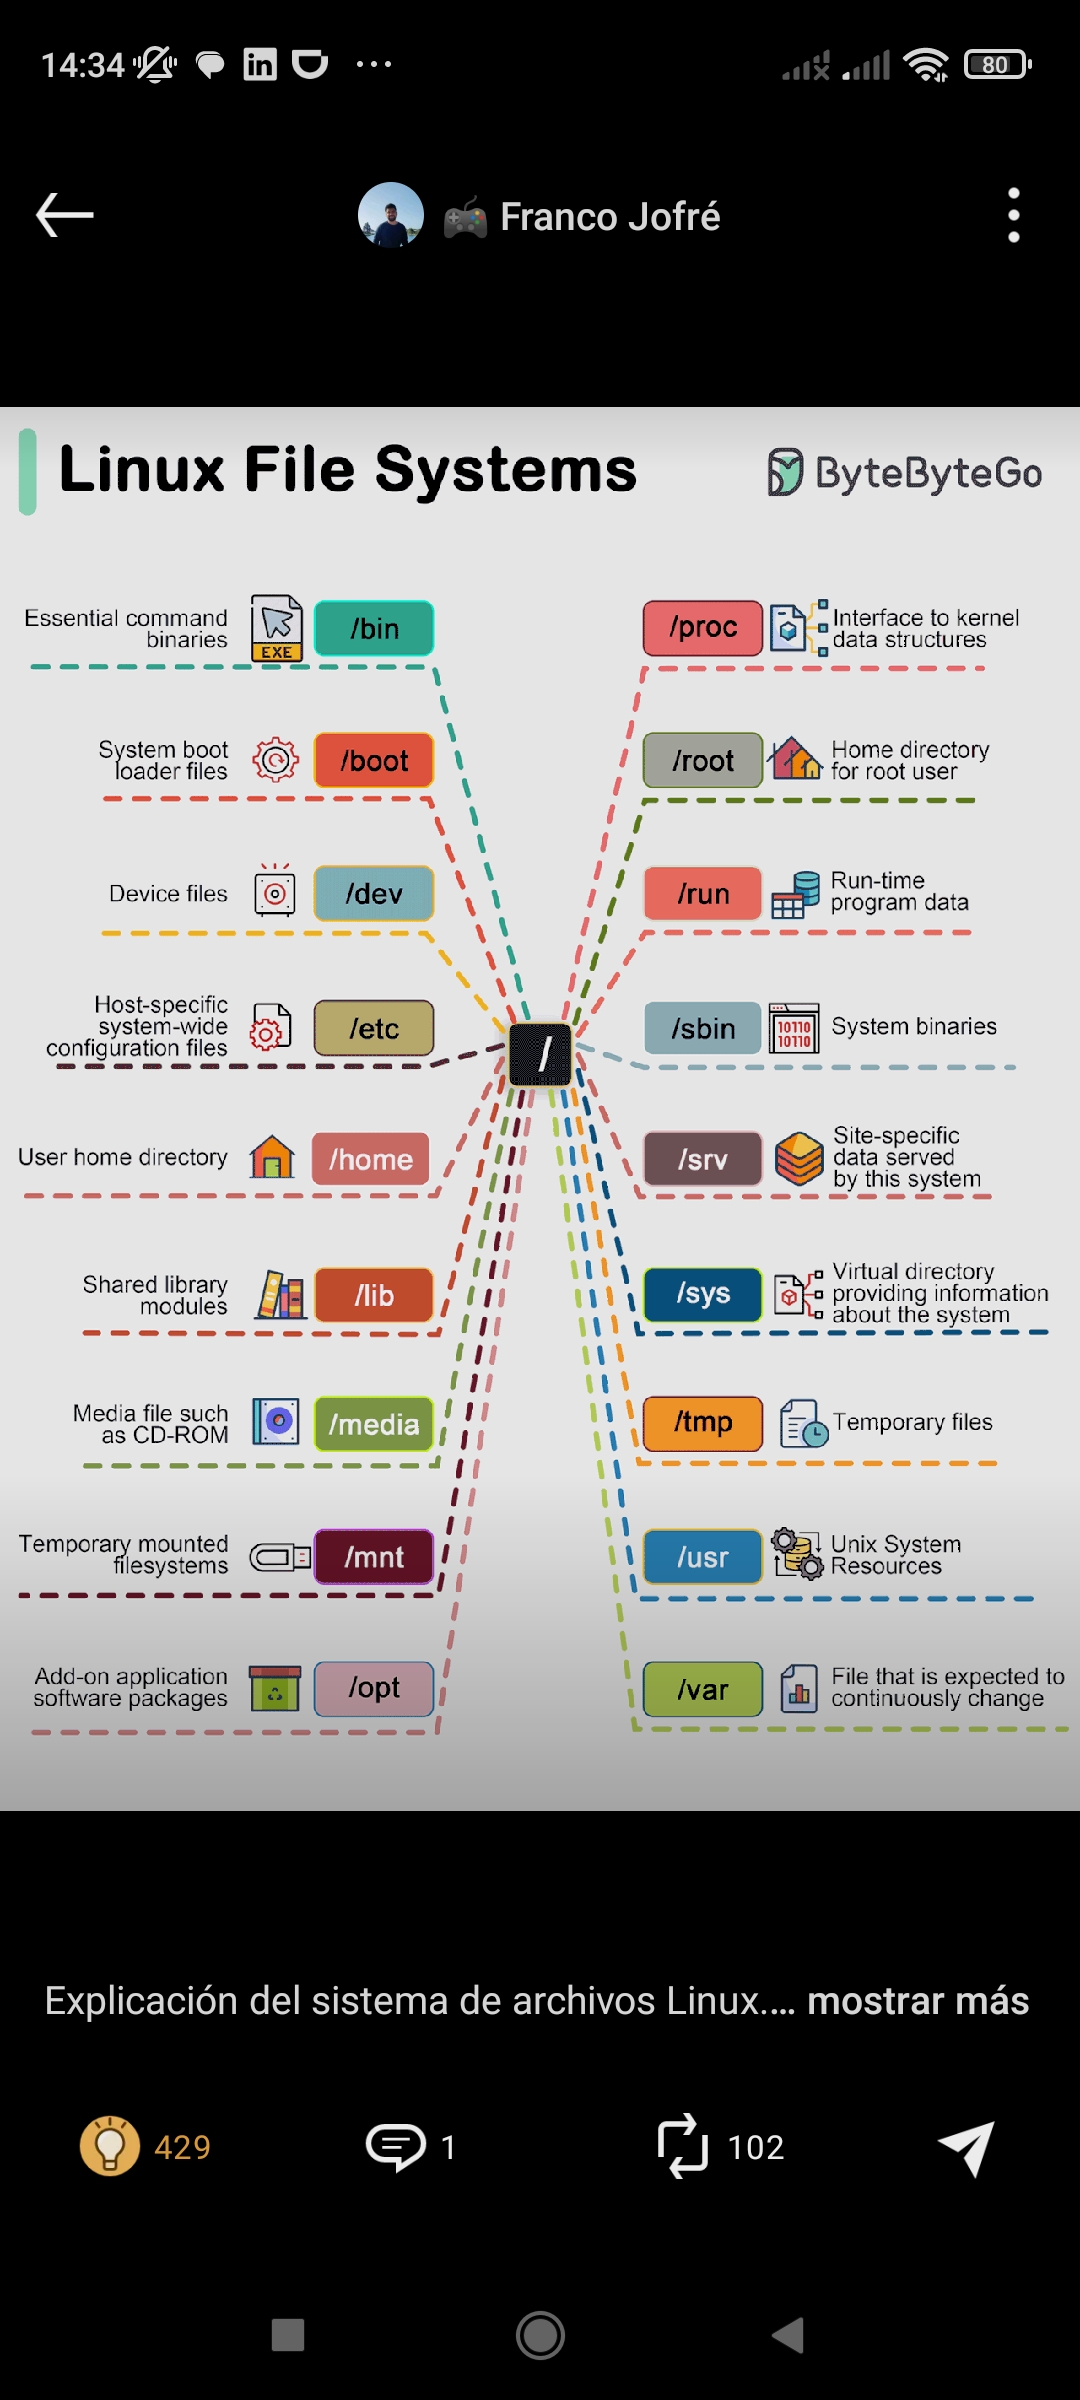 14:34
80
Franco Jofré
Linux File Systems
ByteByteGo
Essential command
binaries
EXE
/bin
System boot
loader files
/boot
Device files
/dev
Host-specific
system-wide
configuration files
/etc
User home directory
/home
Shared library
modules
/lib
Media file such
as CD-ROM
/media
Temporary mounted
filesystems
/mnt
Add-on application
software packages
/opt
/
/proc
Interface to kernel
data structures
/root
Home directory
for root user
/run
Run-time
program data
/sbin
10110
10110
System binaries
/srv
Site-specific
data served
by this system
/sys
Virtual directory
providing information
about the system
/tmp
Temporary files
/usr
Unix System
Resources
/var
File that is expected to
continuously change
Explicación del sistema de archivos Linux.... mostrar más
429
1
102